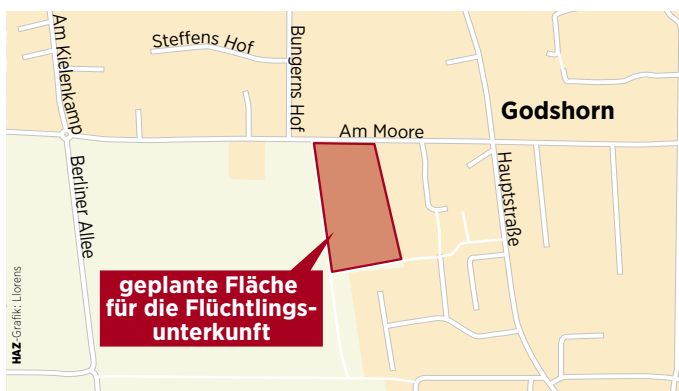 Steffens Hof
Am Kielenkamp
Bungerns Hof
Am Moore
Godshorn
Berliner Allee
Hauptstraße
geplante Fläche
für die Flüchtlings-
unterkunft
HAZ-Grafik: Llorens